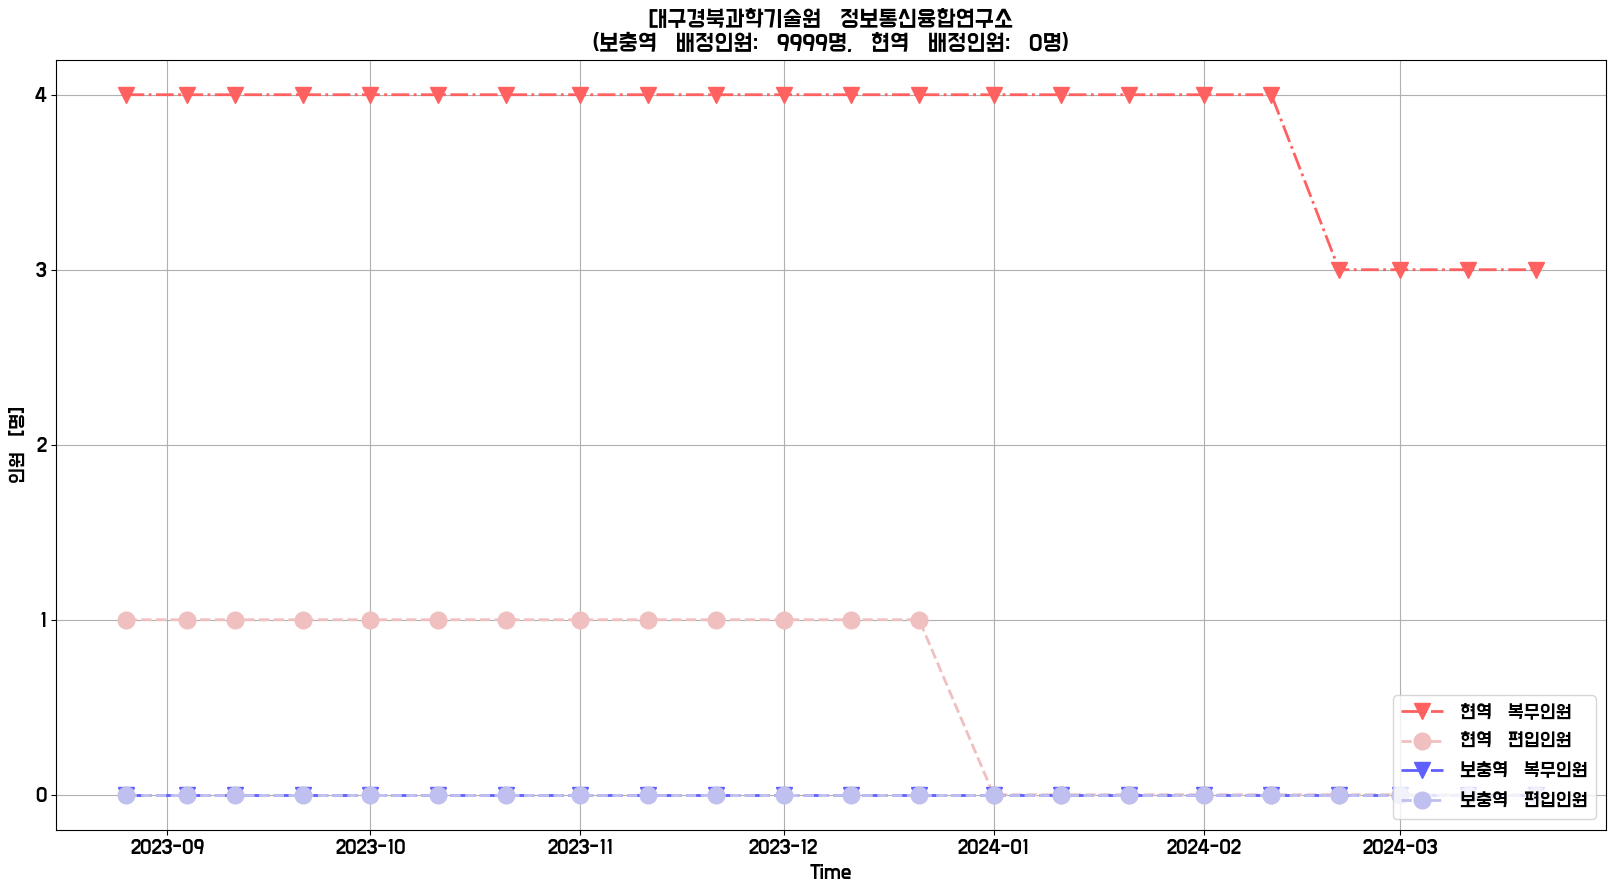 대구경북과학기술원 정보통신융합연구소
(보충역 배정인원: 9999명, 현역 배정인원: 0명)
4
3
2
1
0
인원 [명]
2023-09 2023-10 2023-11 2023-12 2024-01 2024-02 2024-03
Time
현역 복무인원
현역 편입인원
보충역 복무인원
보충역 편입인원